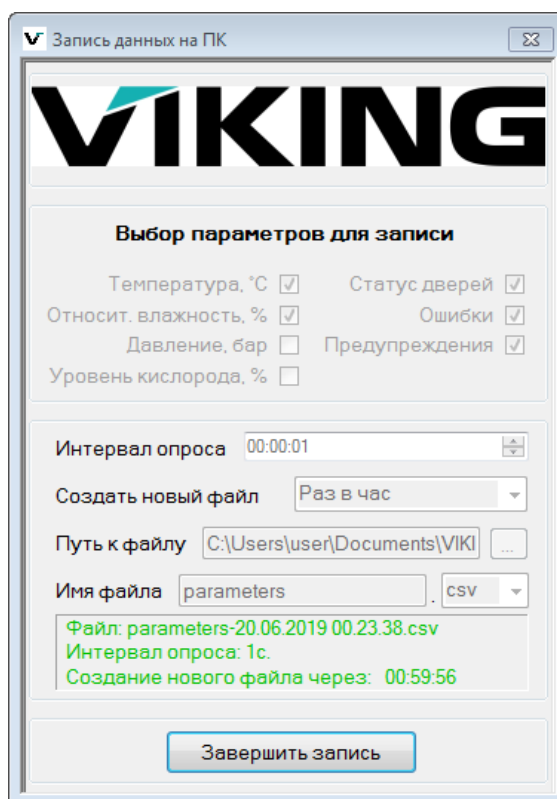 Запись данных на ПК
VIKING
Выбор параметров для записи
Температура, °C
Статус дверей
Относит. влажность, %
Ошибки
Давление, бар
Предупреждения
Уровень кислорода, %
Интервал опроса 00:00:01
Создать новый файл Раз в час
Путь к файлу C:\Users\user\Documents\VIKI ...
Имя файла parameters . csv
Файл: parameters-20.06.2019 00.23.38.csv
Интервал опроса: 1с.
Создание нового файла через: 00:59:56
Завершить запись